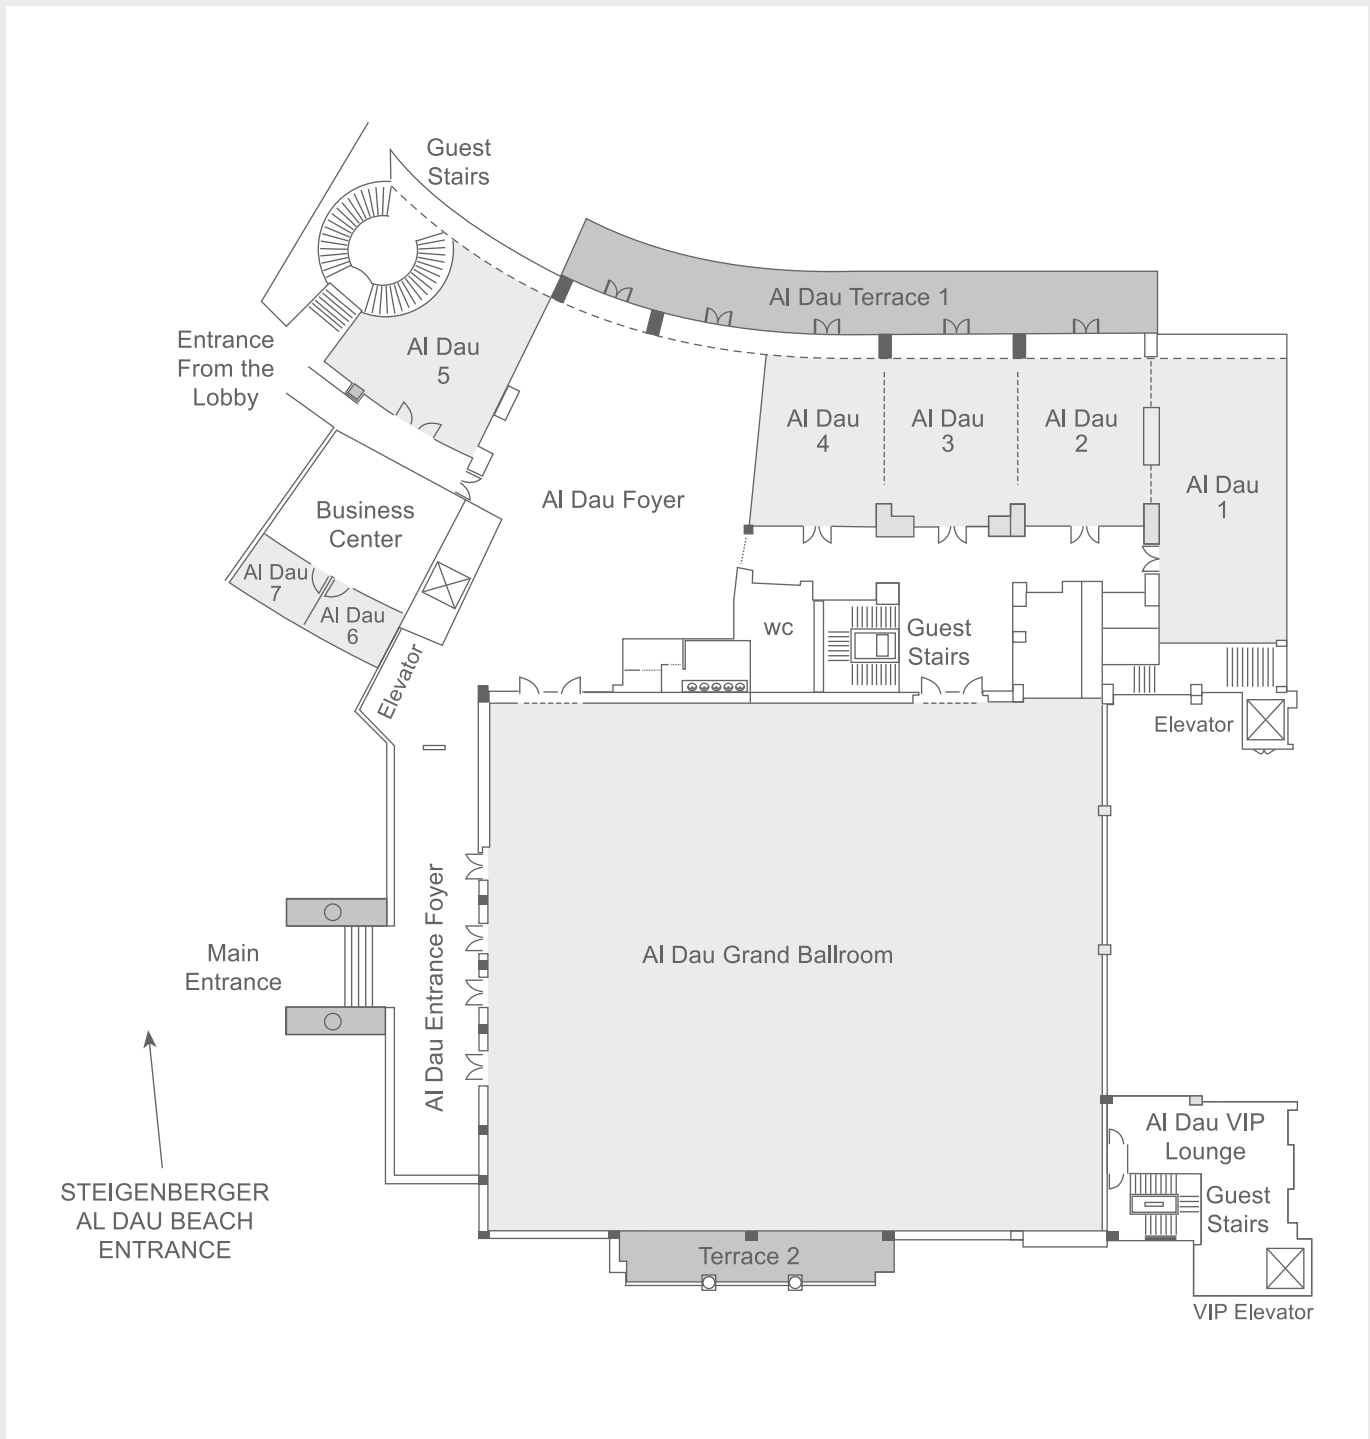 Guest
Stairs
Al Dau Terrace 1
Entrance
From the
Lobby
Al Dau
5
Al Dau
4
Al Dau
3
Al Dau
2
Al Dau
1
Al Dau Foyer
Business
Center
Al Dau
7
Al Dau
6
WC
Guest
Stairs
Elevator
Elevator
Al Dau Entrance Foyer
Main
Entrance
Al Dau Grand Ballroom
Al Dau VIP
Lounge
Guest
Stairs
STEIGENBERGER
AL DAU BEACH
ENTRANCE
Terrace 2
VIP Elevator